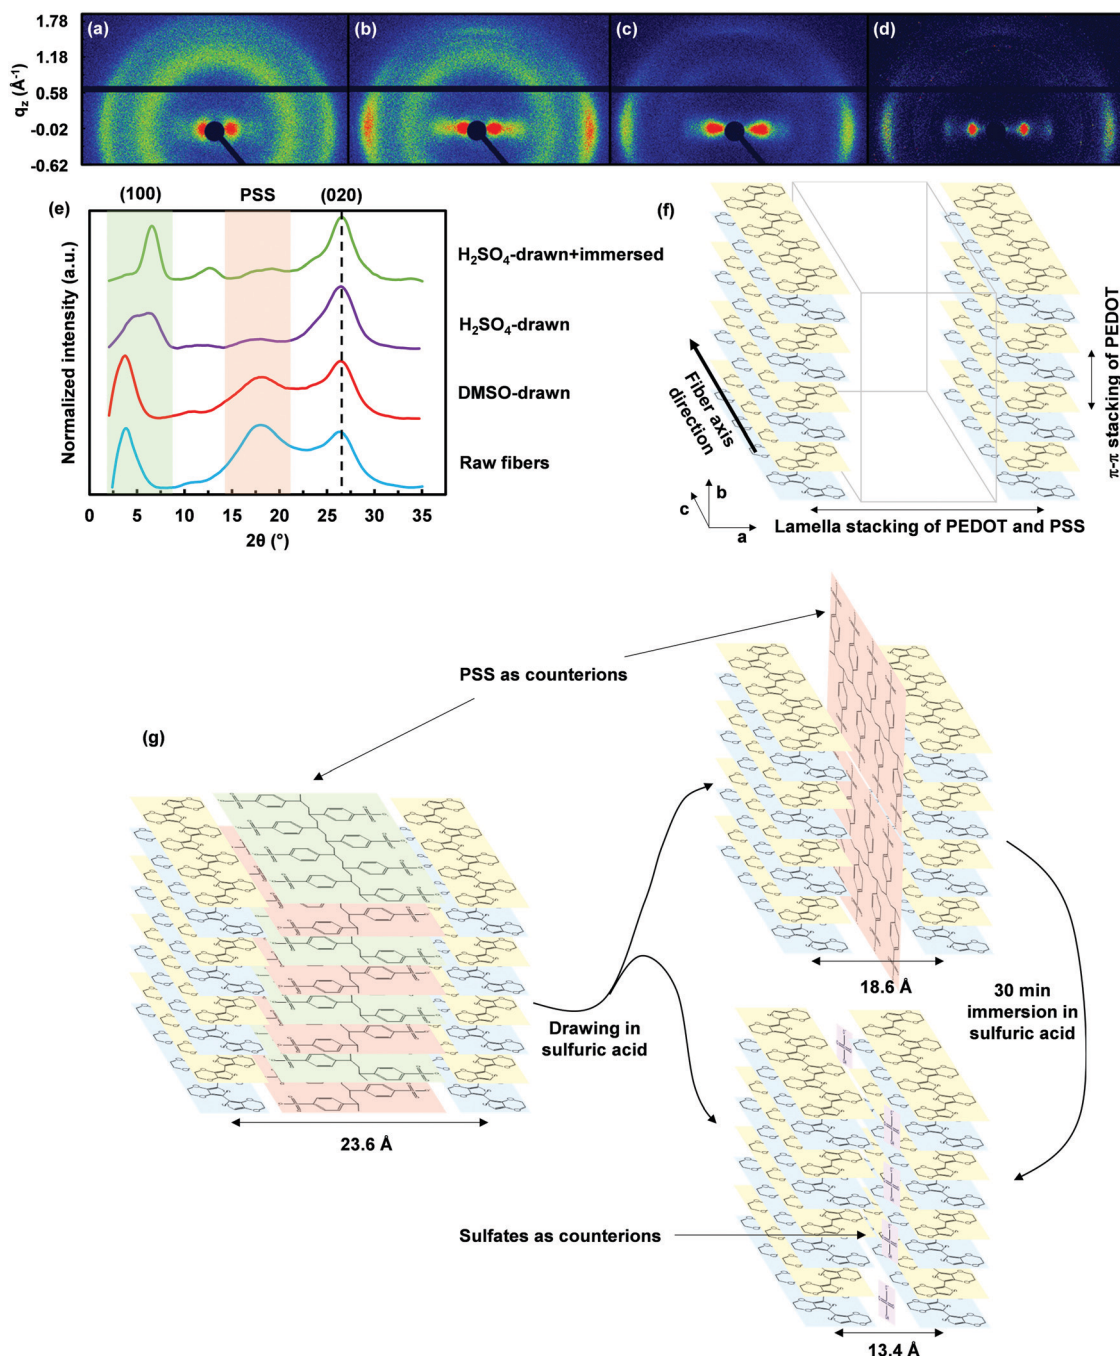 (a) (b) (c) (d)
1.78
1.18
0.58
-0.02
-0.62
q_z (Å⁻¹)
(e)
(100) PSS (020)
H₂SO₄-drawn+immersed
H₂SO₄-drawn
DMSO-drawn
Raw fibers
Normalized intensity (a.u.)
0 5 10 15 20 25 30 35
2θ (°)
(f)
Fiber axis
direction
π-π stacking of PEDOT
b
c
a
Lamella stacking of PEDOT and PSS
PSS as counterions
(g)
18.6 Å
30 min
immersion in
sulfuric acid
Drawing in
sulfuric acid
23.6 Å
Sulfates as counterions
13.4 Å